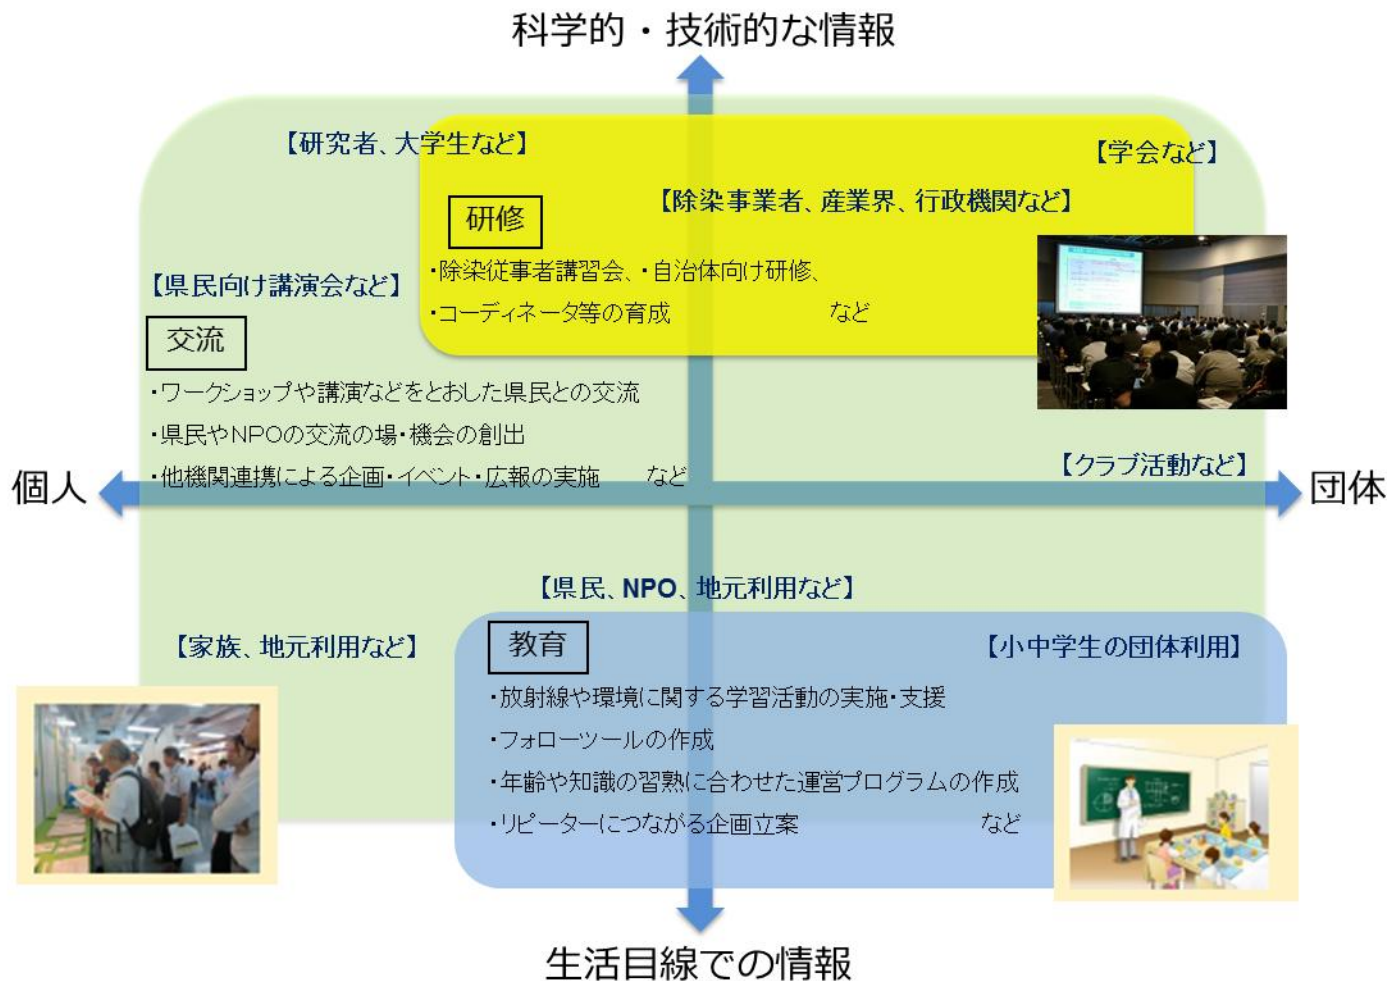 科学的・技術的な情報
【研究者、大学生など】
【学会など】
【除染事業者、産業界、行政機関など】
研修
・除染従事者講習会、・自治体向け研修、
・コーディネータ等の育成 など
【県民向け講演会など】
交流
・ワークショップや講演などをとおした県民との交流
・県民やNPOの交流の場・機会の創出
・他機関連携による企画・イベント・広報の実施 など
【クラブ活動など】
個人
団体
【県民、NPO、地元利用など】
【家族、地元利用など】
教育
【小中学生の団体利用】
・放射線や環境に関する学習活動の実施・支援
・フォローツールの作成
・年齢や知識の習熟に合わせた運営プログラムの作成
・リピーターにつながる企画立案 など
生活目線での情報